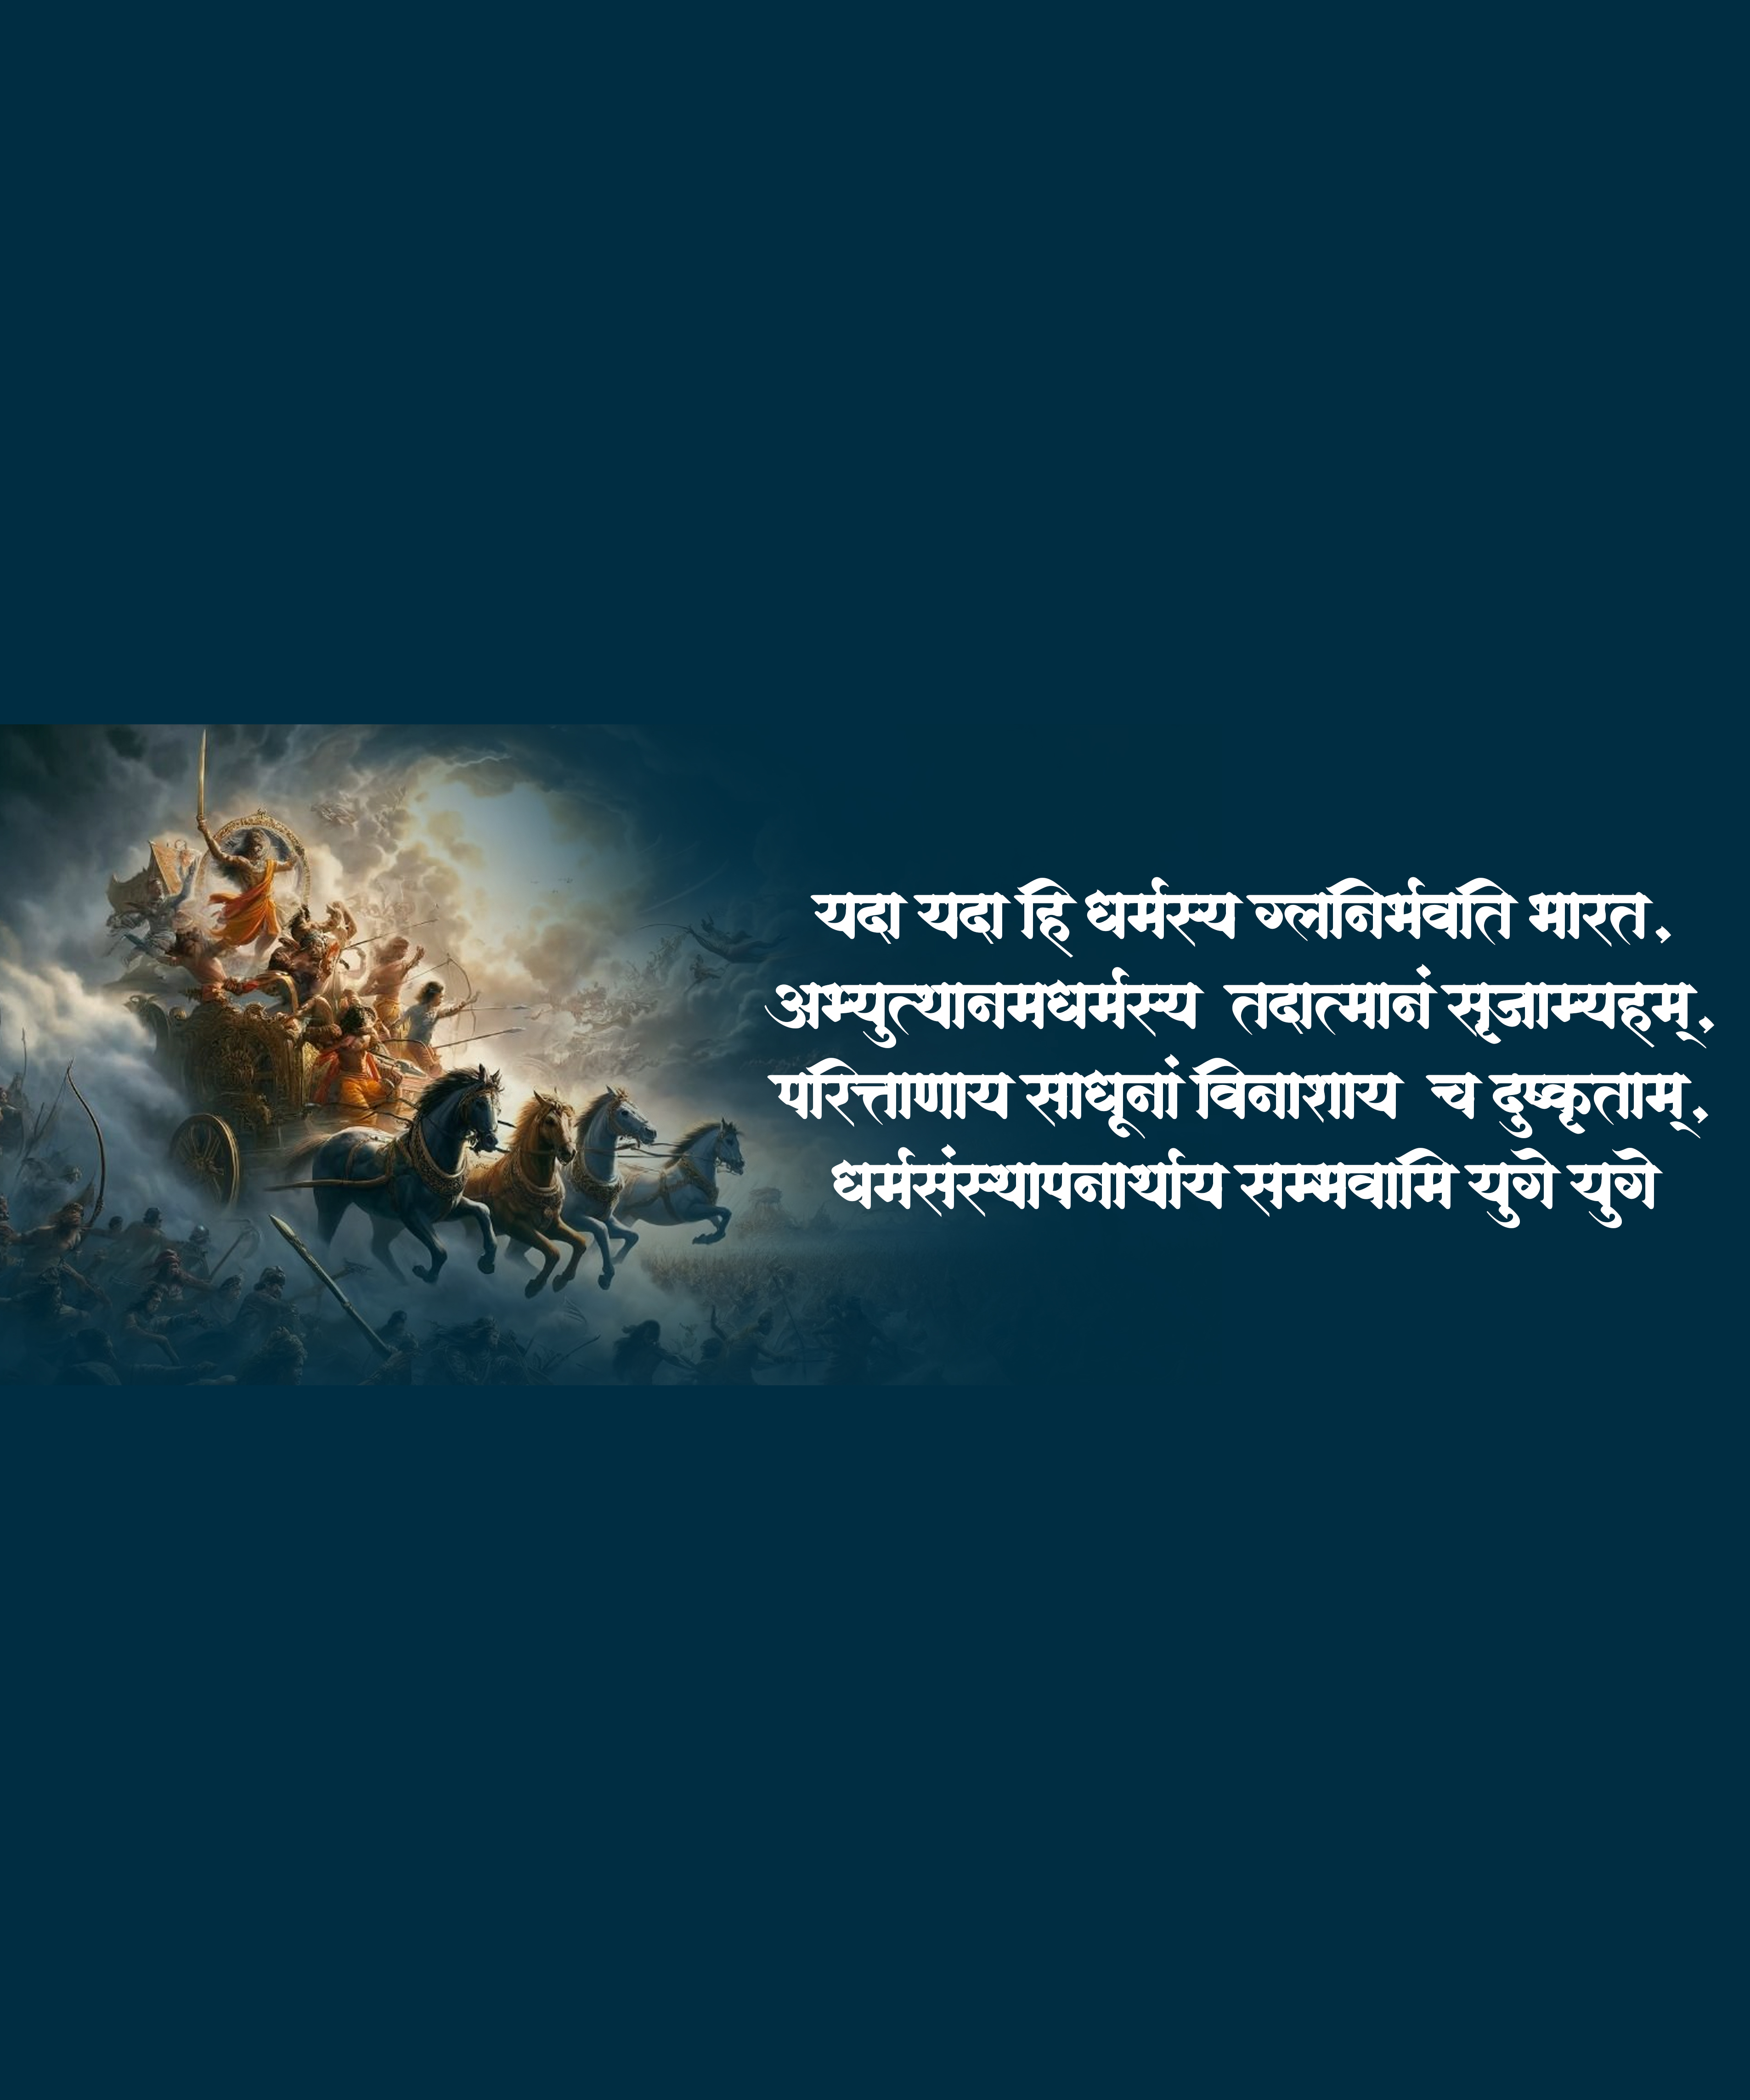 यदा यदा हि धर्मस्य ग्लनिर्भवति भारत.
अभ्युत्थानमधर्मस्य तदात्मानं सृजाम्यहम्.
परित्ताणाय साधूनां विनाशाय च दुष्कृताम्.
धर्मसंस्थापनार्थाय सम्भवामि युगे युगे